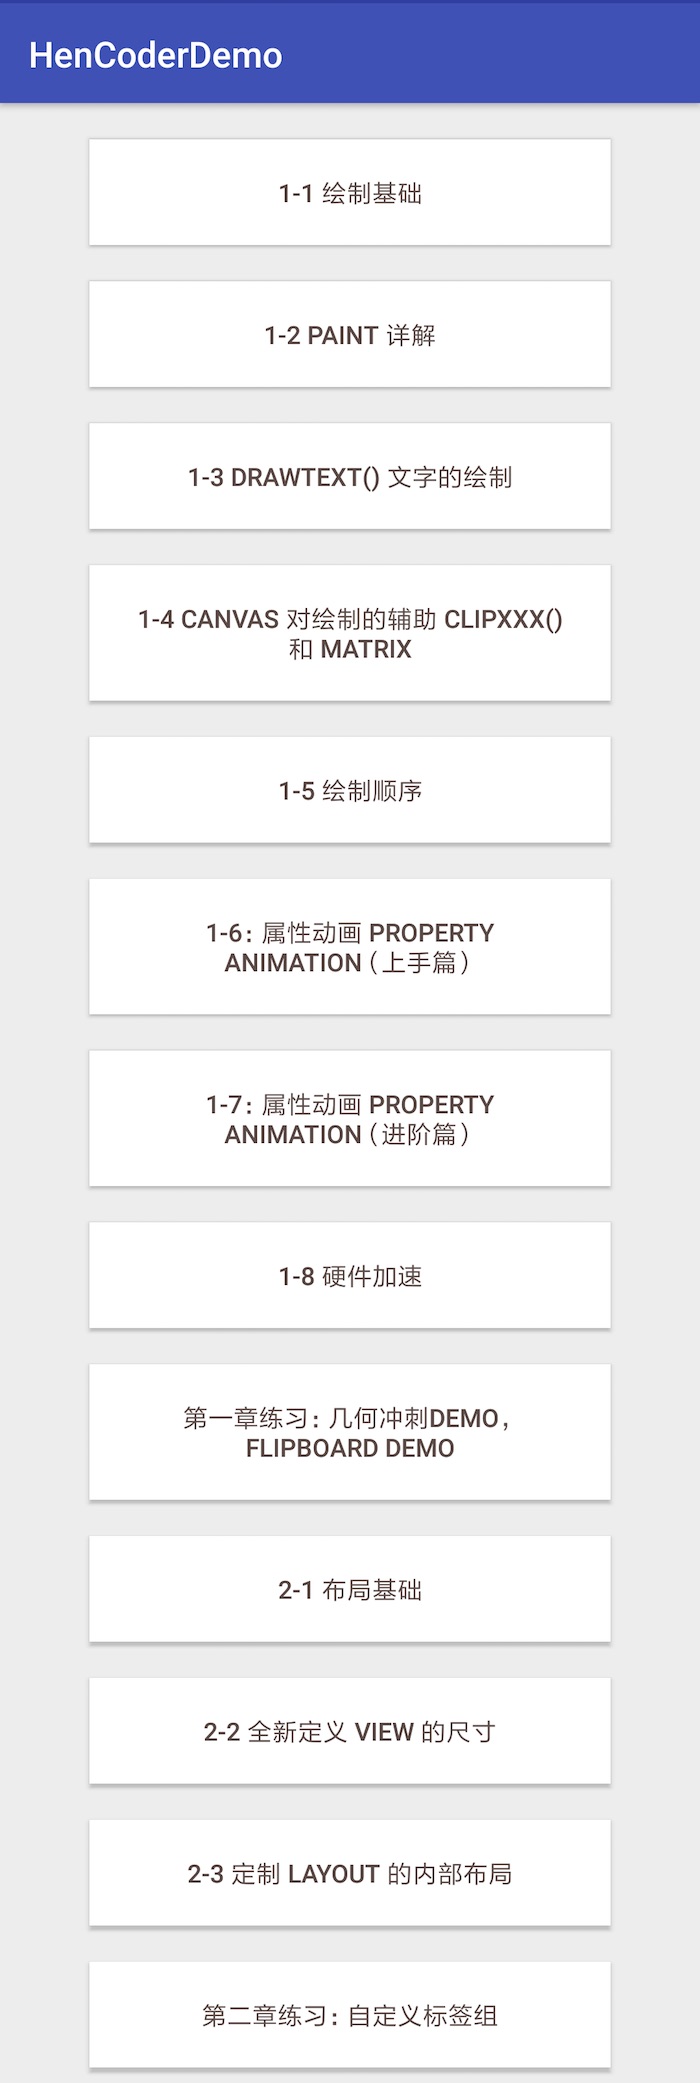 HenCoderDemo
1-1 绘制基础
1-2 PAINT 详解
1-3 DRAWTEXT() 文字的绘制
1-4 CANVAS 对绘制的辅助 CLIPXXX()
和 MATRIX
1-5 绘制顺序
1-6：属性动画 PROPERTY
ANIMATION（上手篇）
1-7：属性动画 PROPERTY
ANIMATION（进阶篇）
1-8 硬件加速
第一章练习：几何冲刺DEMO，
FLIPBOARD DEMO
2-1 布局基础
2-2 全新定义 VIEW 的尺寸
2-3 定制 LAYOUT 的内部布局
第二章练习：自定义标签组